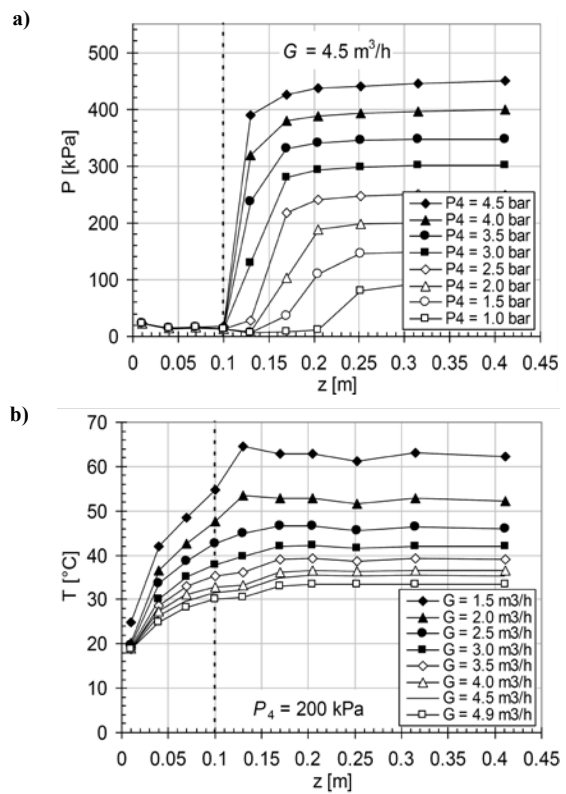 a)
G = 4.5 m³/h
P [kPa]
500
400
300
200
100
0
P4 = 4.5 bar
P4 = 4.0 bar
P4 = 3.5 bar
P4 = 3.0 bar
P4 = 2.5 bar
P4 = 2.0 bar
P4 = 1.5 bar
P4 = 1.0 bar
0 0.05 0.1 0.15 0.2 0.25 0.3 0.35 0.4 0.45
z [m]
b)
T [°C]
70
60
50
40
30
20
10
0
G = 1.5 m3/h
G = 2.0 m3/h
G = 2.5 m3/h
G = 3.0 m3/h
G = 3.5 m3/h
G = 4.0 m3/h
G = 4.5 m3/h
G = 4.9 m3/h
P₄ = 200 kPa
0 0.05 0.10 0.15 0.20 0.25 0.30 0.35 0.4 0.45
z [m]